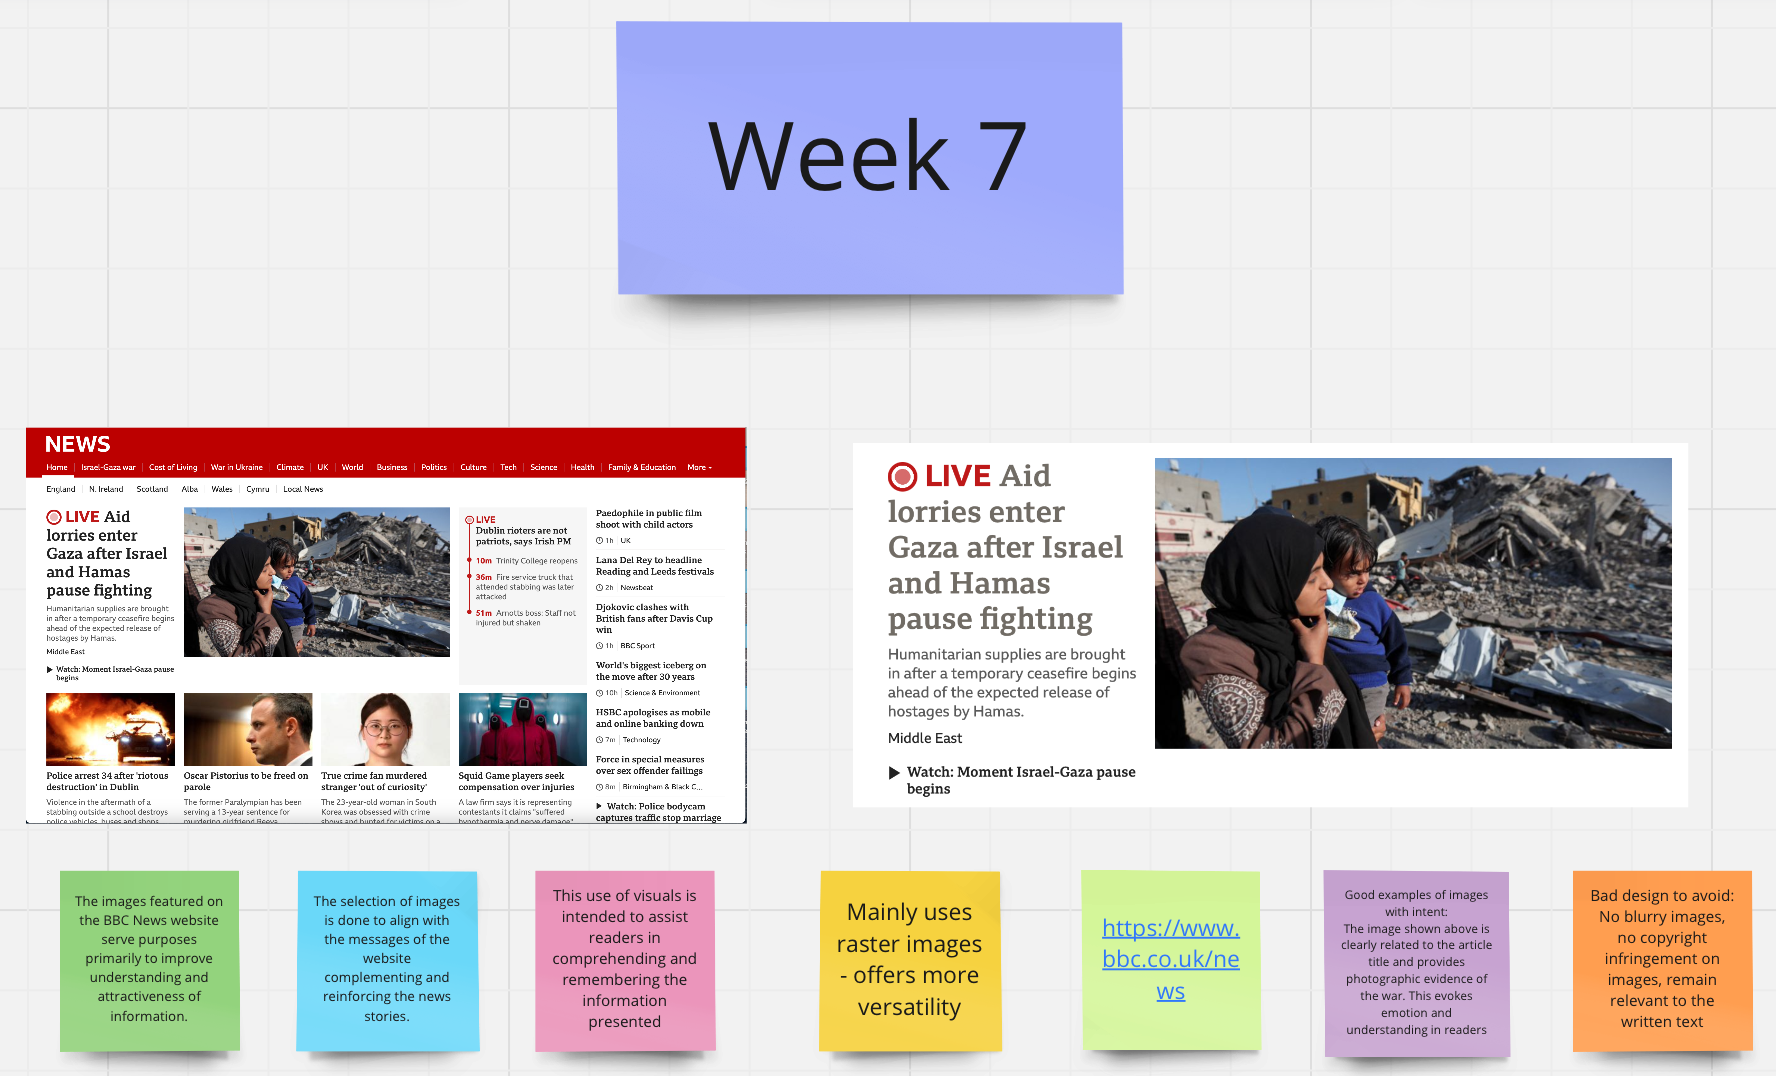 Week 7
NEWS
Home Israel-Gaza war Cost of Living War in Ukraine Climate UK World Business Politics Culture Tech Science Health Family & Education More
England N. Ireland Scotland Alba Wales Cymru Local News
LIVE Aid
lorries enter
Gaza after Israel
and Hamas
pause fighting
Humanitarian supplies are brought
in after a temporary ceasefire begins
ahead of the expected release of
hostages by Hamas.
Middle East
Watch: Moment Israel-Gaza pause
begins
LIVE
Dublin rioters are not
patriots, says Irish PM
10m Trinity College reopens
36m Fire service truck that
attended stabbing was later
attacked
51m Arnotts boss: Staff not
injured but shaken
Paedophile in public film
shoot with child actors
1h UK
Lana Del Rey to headline
Reading and Leeds festivals
2h Newsbeat
Djokovic clashes with
British fans after Davis Cup
win
1h BBC Sport
World's biggest iceberg on
the move after 30 years
10h Science & Environment
HSBC apologises as mobile
and online banking down
7m Technology
Force in special measures
over sex offender failings
8m Birmingham & Black C...
Watch: Police bodycam
captures traffic stop marriage
Police arrest 34 after 'riotous
destruction' in Dublin
Violence in the aftermath of a
stabbing outside a school destroys
police vehicles, buses and shops
Oscar Pistorius to be freed on
parole
The former Paralympian has been
serving a 13-year sentence for
murdering girlfriend Reeva
True crime fan murdered
stranger 'out of curiosity'
The 23-year-old woman in South
Korea was obsessed with crime
shows and hunted for victims on a
Squid Game players seek
compensation over injuries
A law firm says it is representing
contestants it claims "suffered
hypothermia and nerve damage"
LIVE Aid
lorries enter
Gaza after Israel
and Hamas
pause fighting
Humanitarian supplies are brought
in after a temporary ceasefire begins
ahead of the expected release of
hostages by Hamas.
Middle East
Watch: Moment Israel-Gaza pause
begins
The images featured on
the BBC News website
serve purposes
primarily to improve
understanding and
attractiveness of
information.
The selection of images
is done to align with
the messages of the
website
complementing and
reinforcing the news
stories.
This use of visuals is
intended to assist
readers in
comprehending and
remembering the
information
presented
Mainly uses
raster images
- offers more
versatility
https://www.
bbc.co.uk/ne
ws
Good examples of images
with intent:
The image shown above is
clearly related to the article
title and provides
photographic evidence of
the war. This evokes
emotion and
understanding in readers
Bad design to avoid:
No blurry images,
no copyright
infringement on
images, remain
relevant to the
written text